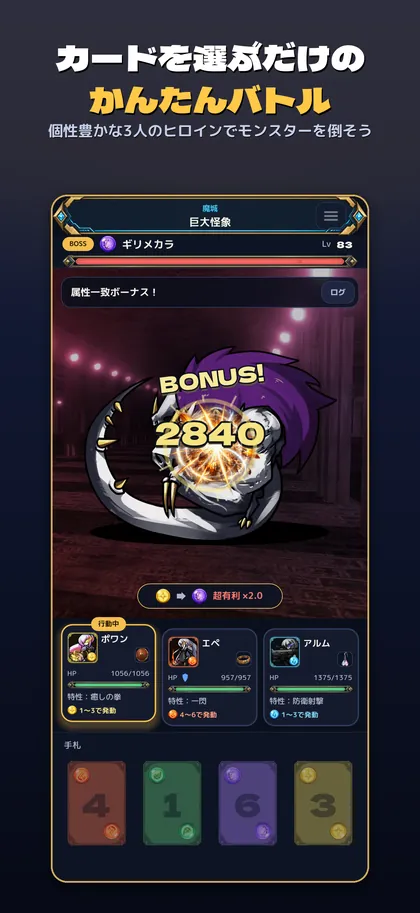 カードを選ぶだけの
かんたんバトル
個性豊かな3人のヒロインでモンスターを倒そう
魔城
巨大怪象
BOSS ギリメカラ Lv 83
属性一致ボーナス！ ログ
BONUS!
2840
超有利 ×2.0
行動中
ポワン
HP 1056/1056
特性：癒しの拳
1〜3で発動
エペ
HP 957/957
特性：一閃
4〜6で発動
アルム
HP 1375/1375
特性：防衛射撃
1〜3で発動
手札
4 1 6 3